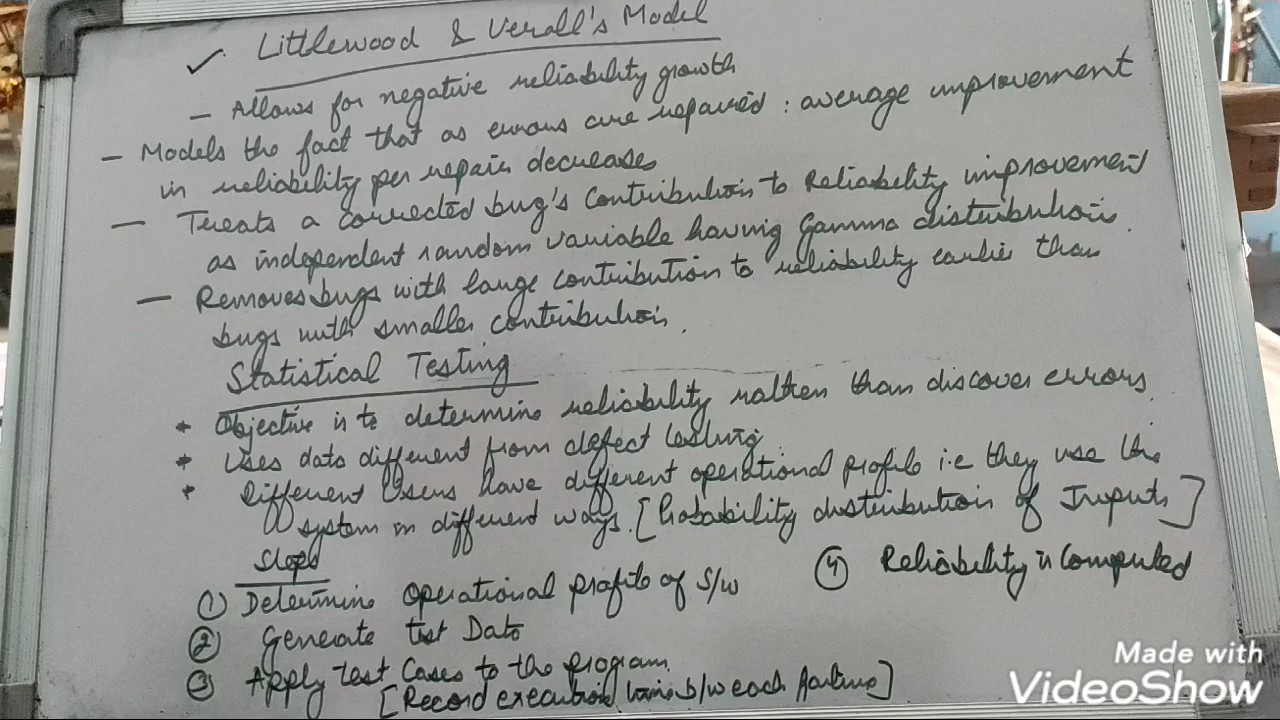 ✓ Littlewood & Verall's Model
- Allows for negative reliability growth
- Models the fact that as errors are repaired : average improvement
in reliability per repair decreases
- Treats a corrected bug's contribution to Reliability improvement
as independent random variable having Gamma distribution.
- Removes bugs with large contribution to reliability earlier than
bugs with smaller contribution.
Statistical Testing
* Objective is to determine reliability rather than discover errors.
* Uses data different from defect testing.
* Different Users have different operational profile i.e they use the
system in different ways. [Probability distribution of Inputs]
Steps
① Determine operational profile of S/w
② Generate test Data
③ Apply test cases to the program.
[Record execution time b/w each failure]
④ Reliability is computed
Made with
VideoShow